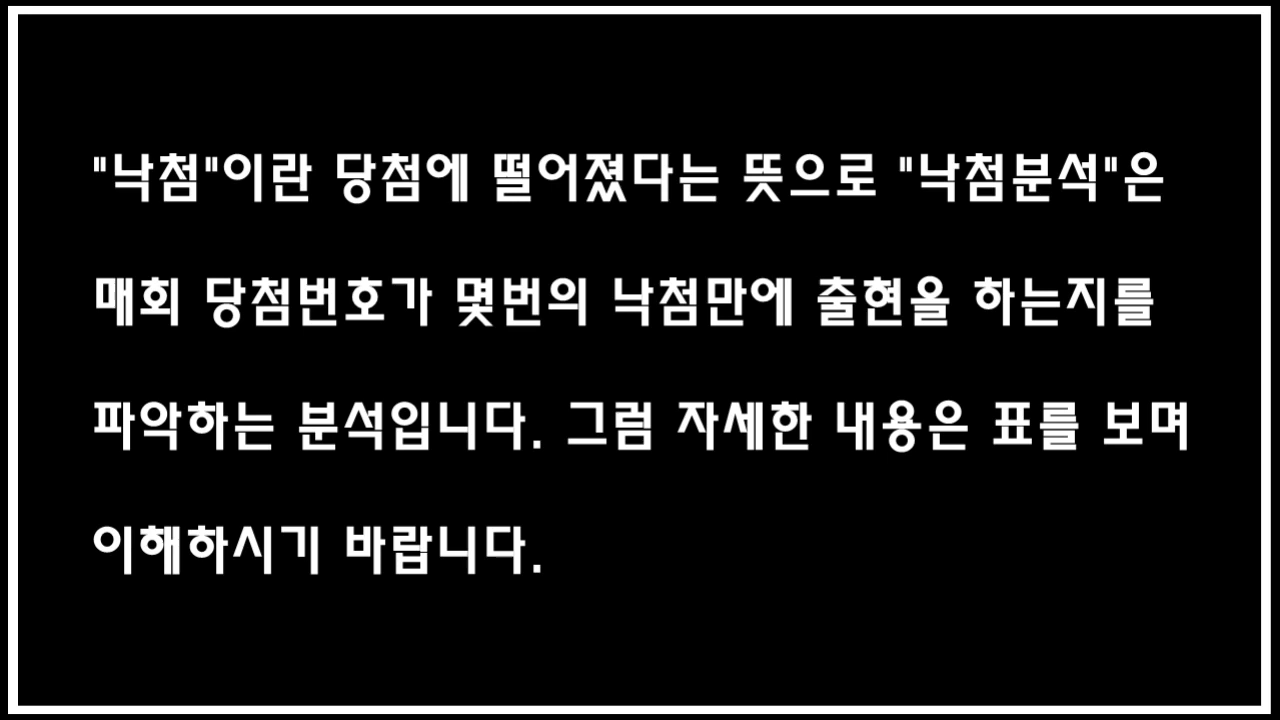 "낙첨"이란 당첨에 떨어졌다는 뜻으로 "낙첨분석"은
매회 당첨번호가 몇번의 낙첨만에 출현을 하는지를
파악하는 분석입니다. 그럼 자세한 내용은 표를 보며
이해하시기 바랍니다.